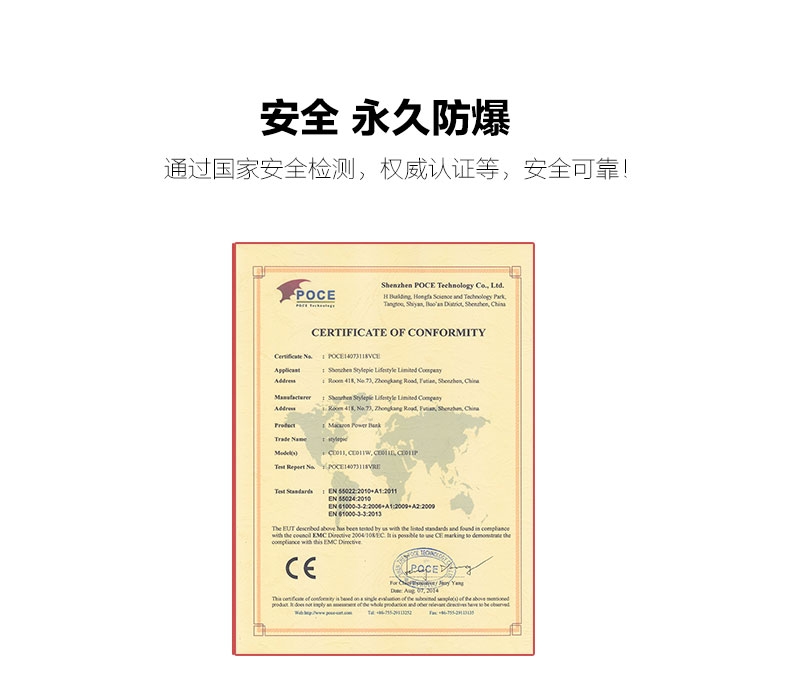 安全 永久防爆
通过国家安全检测，权威认证等，安全可靠！
POCE
POCE Technology
Shenzhen POCE Technology Co., Ltd.
H Building, Hongfa Science and Technology Park,
Tangtou, Shiyan, Bao'an District, Shenzhen, China
CERTIFICATE OF CONFORMITY
Certificate No. : POCE14073118VCE
Applicant : Shenzhen Stylepie Lifestyle Limited Company
Address : Room 418, No.73, Zhongkang Road, Futian, Shenzhen, China
Manufacturer : Shenzhen Stylepie Lifestyle Limited Company
Address : Room 418, No.73, Zhongkang Road, Futian, Shenzhen, China
Product : Macaron Power Bank
Trade Name : stylepie
Model(s) : CE011, CE011W, CE011E, CE011P
Test Report No. : POCE14073118VRE
Test Standards : EN 55022:2010+A1:2011
EN 55024:2010
EN 61000-3-2:2006+A1:2009+A2:2009
EN 61000-3-3:2013
The EUT described above has been tested by us with the listed standards and found in compliance
with the council EMC Directive 2004/108/EC. It is possible to use CE marking to demonstrate the
compliance with this EMC Directive.
CE
POCE
Jerry Yang
Date: Aug. 07, 2014
This certificate of conformity is based on a single evaluation of the submitted sample(s) of the above mentioned
product. It does not imply an assessment of the whole production and other relevant directives have to be observed.
Web:http://www.poce-cert.com Tel: +86-755-29113252 Fax: +86-755-29113135